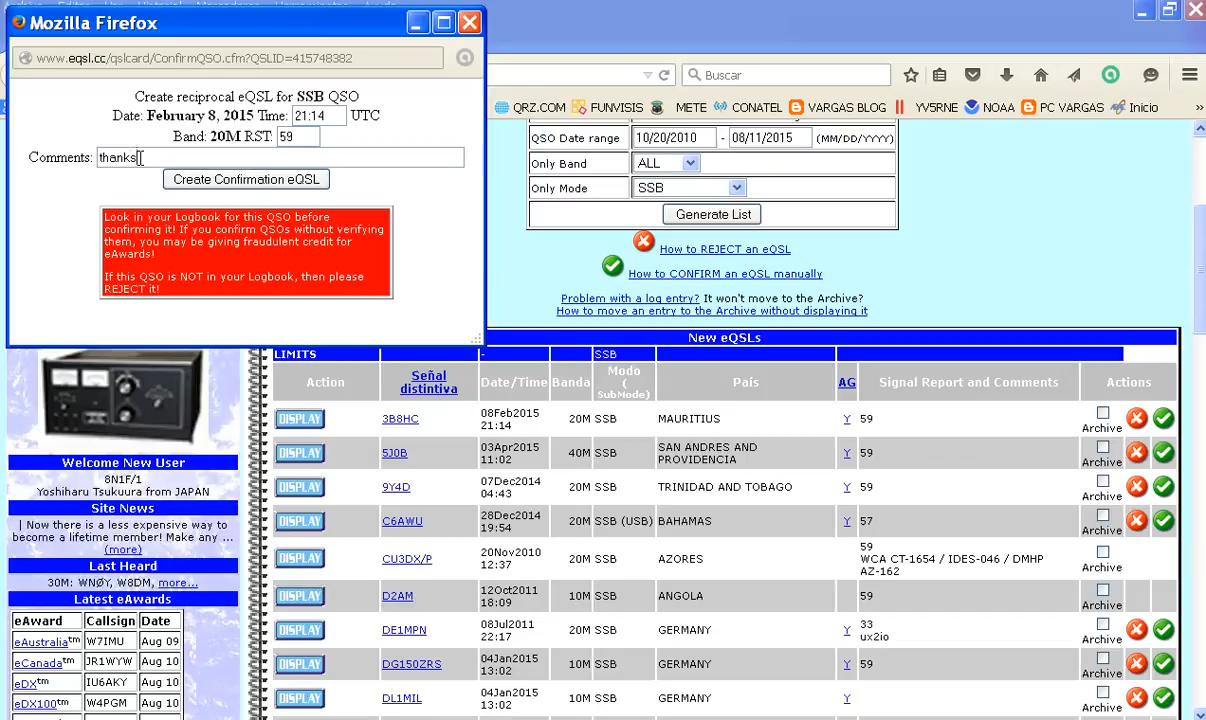 Mozilla Firefox
www.eqsl.cc/qslcard/ConfirmQSO.cfm?QSLID=415748382
Create reciprocal eQSL for SSB QSO
Date: February 8, 2015 Time: 21:14 UTC
Band: 20M RST: 59
Comments: thanks
Create Confirmation eQSL
Look in your Logbook for this QSO before
confirming it! If you confirm QSOs without verifying
them, you may be giving fraudulent credit for
eAwards!
If this QSO is NOT in your Logbook, then please
REJECT it!
Buscar
QRZ.COM FUNVISIS METE CONATEL VARGAS BLOG YV5RNE NOAA PC VARGAS Inicio »
QSO Date range 10/20/2010 - 08/11/2015 (MM/DD/YYYY)
Only Band ALL
Only Mode SSB
Generate List
How to REJECT an eQSL
How to CONFIRM an eQSL manually
Problem with a log entry? It won't move to the Archive?
How to move an entry to the Archive without displaying it
New eQSLs
LIMITS - SSB
Action Señal distintiva Date/Time Banda Modo ( SubMode) País AG Signal Report and Comments Actions
DISPLAY 3B8HC 08Feb2015 21:14 20M SSB MAURITIUS Y 59 Archive
DISPLAY 5J0B 03Apr2015 11:02 40M SSB SAN ANDRES AND PROVIDENCIA Y 59 Archive
DISPLAY 9Y4D 07Dec2014 04:43 20M SSB TRINIDAD AND TOBAGO Y 59 Archive
DISPLAY C6AWU 28Dec2014 19:54 20M SSB (USB) BAHAMAS Y 57 Archive
DISPLAY CU3DX/P 20Nov2010 12:37 20M SSB AZORES 59 WCA CT-1654 / IDES-046 / DMHP AZ-162 Archive
DISPLAY D2AM 12Oct2011 18:09 10M SSB ANGOLA 59 Archive
DISPLAY DE1MPN 08Jul2011 22:17 20M SSB GERMANY Y 33 ux2io Archive
DISPLAY DG150ZRS 04Jan2015 13:02 10M SSB GERMANY Y 59 Archive
DISPLAY DL1MIL 04Jan2015 13:02 10M SSB GERMANY Y Archive
Welcome New User
8N1F/1
Yoshiharu Tsukuura from JAPAN
Site News
| Now there is a less expensive way to
become a lifetime member! Make any ...
(more)
Last Heard
30M: WNØY, W8DM, more...
Latest eAwards
eAward Callsign Date
eAustralia™ W7IMU Aug 09
eCanada™ JR1WYW Aug 10
eDX™ IU6AKY Aug 10
eDX100™ W4PGM Aug 10